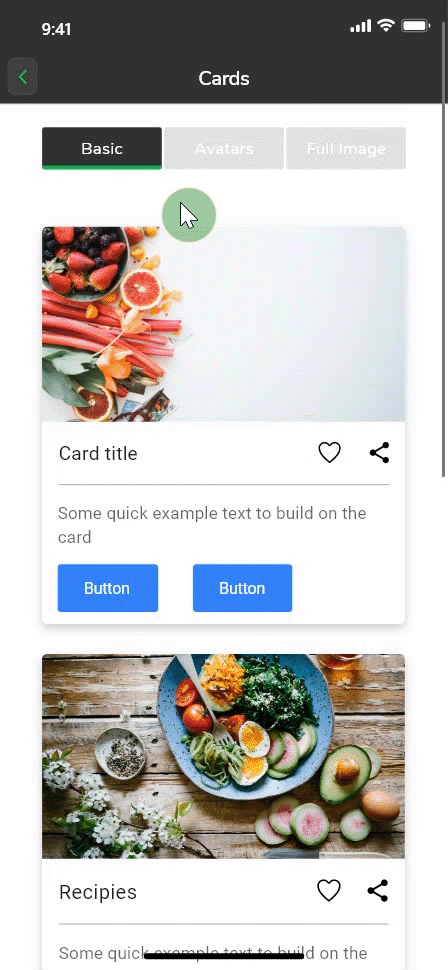 9:41
Cards
Basic
Avatars
Full Image
Card title
Some quick example text to build on the
card
Button
Button
Recipies
Some quick example text to build on the